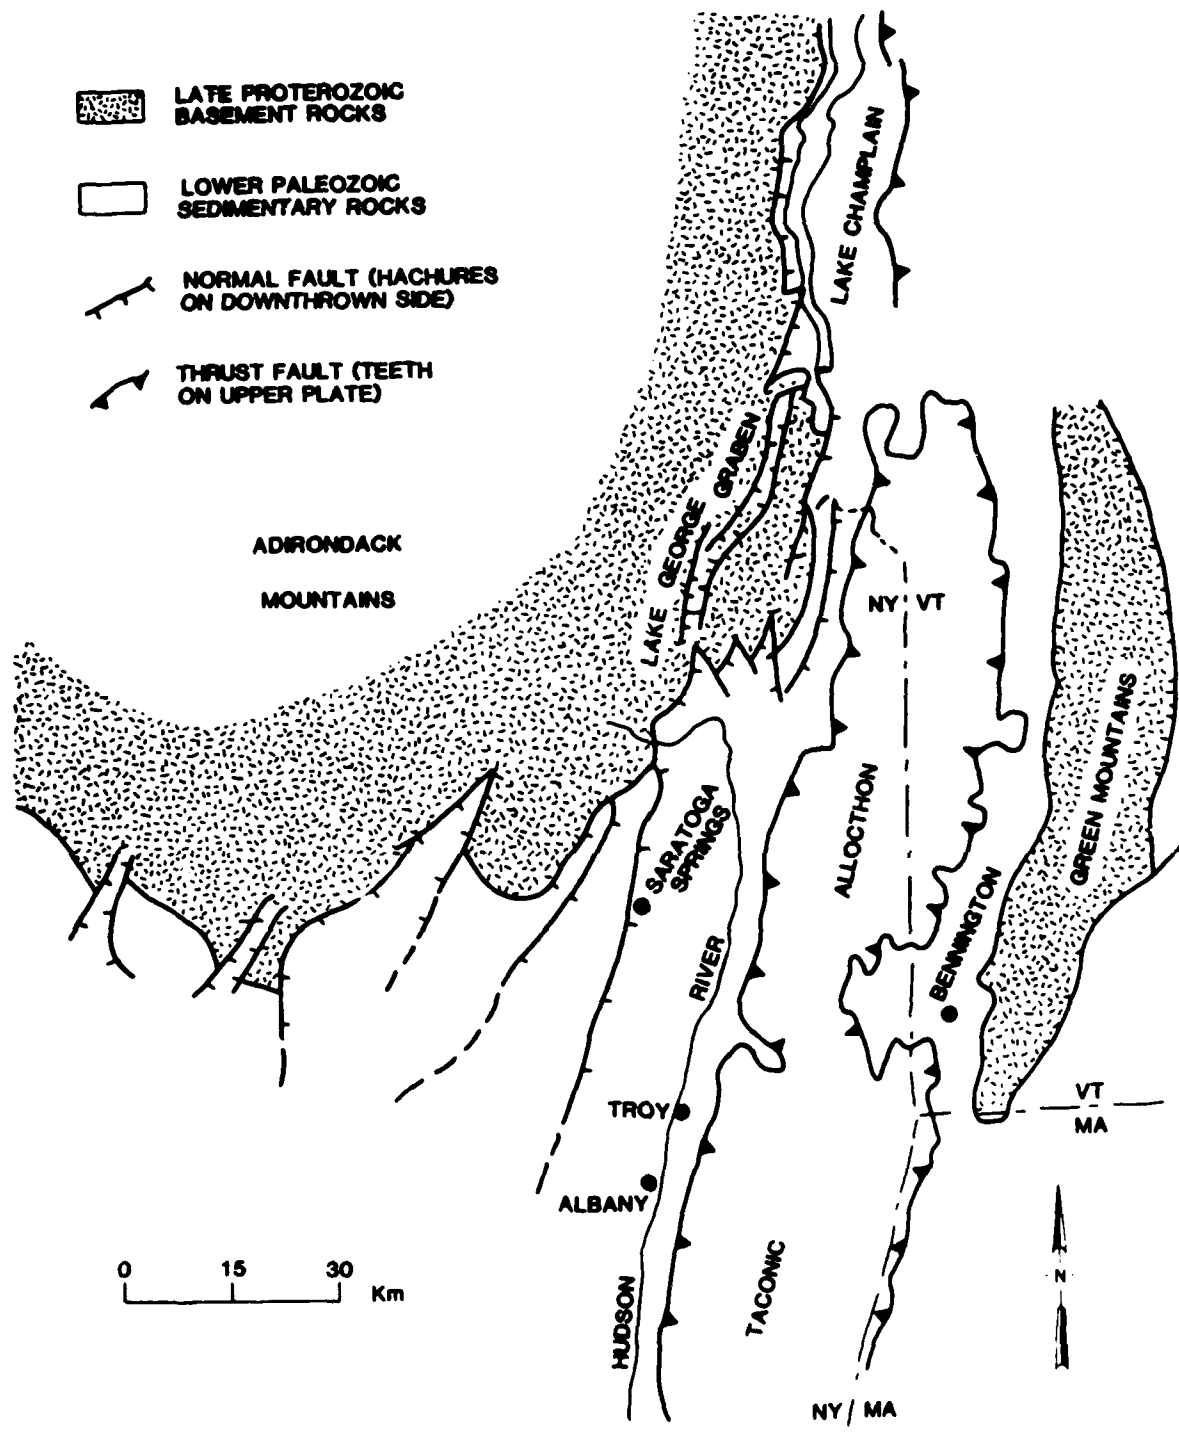 LATE PROTEROZOIC
BASEMENT ROCKS
LOWER PALEOZOIC
SEDIMENTARY ROCKS
NORMAL FAULT (HACHURES
ON DOWNTHROWN SIDE)
THRUST FAULT (TEETH
ON UPPER PLATE)
LAKE CHAMPLAIN
LAKE GEORGE GRABEN
ADIRONDACK
MOUNTAINS
NY VT
GREEN MOUNTAINS
SARATOGA
SPRINGS
ALLOCTHON
BENNINGTON
RIVER
TROY
VT
MA
ALBANY
TACONIC
HUDSON
0 15 30
Km
N
NY / MA